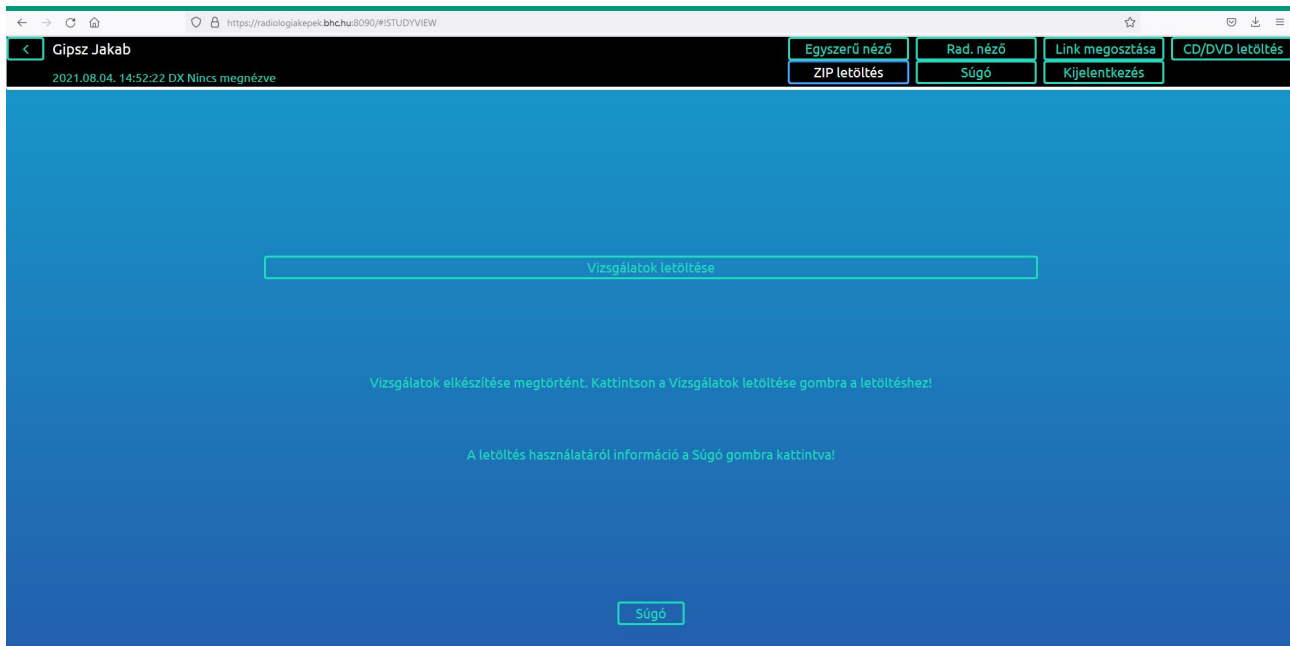 https://radiologiakepek.bhc.hu:8090/#!STUDYVIEW
Gipsz Jakab
2021.08.04. 14:52:22 DX Nincs megnézve
Egyszerű néző
Rad. néző
Link megosztása
CD/DVD letöltés
ZIP letöltés
Súgó
Kijelentkezés
Vizsgálatok letöltése
Vizsgálatok elkészítése megtörtént. Kattintson a Vizsgálatok letöltése gombra a letöltéshez!
A letöltés használatáról információ a Súgó gombra kattintva!
Súgó